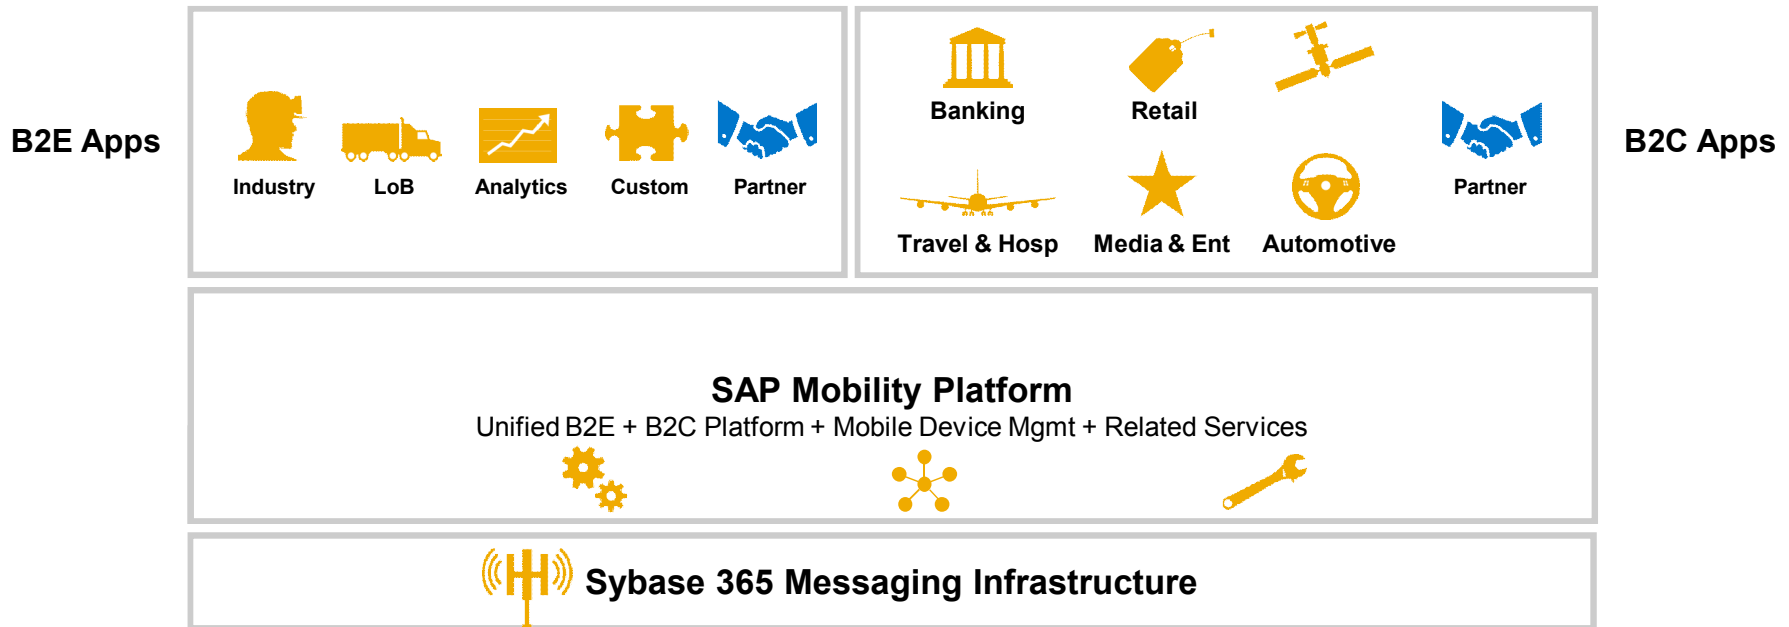 B2E Apps
Industry
LoB
Analytics
Custom
Partner
Banking
Retail
Travel & Hosp
Media & Ent
Automotive
Partner
B2C Apps
SAP Mobility Platform
Unified B2E + B2C Platform + Mobile Device Mgmt + Related Services
Sybase 365 Messaging Infrastructure